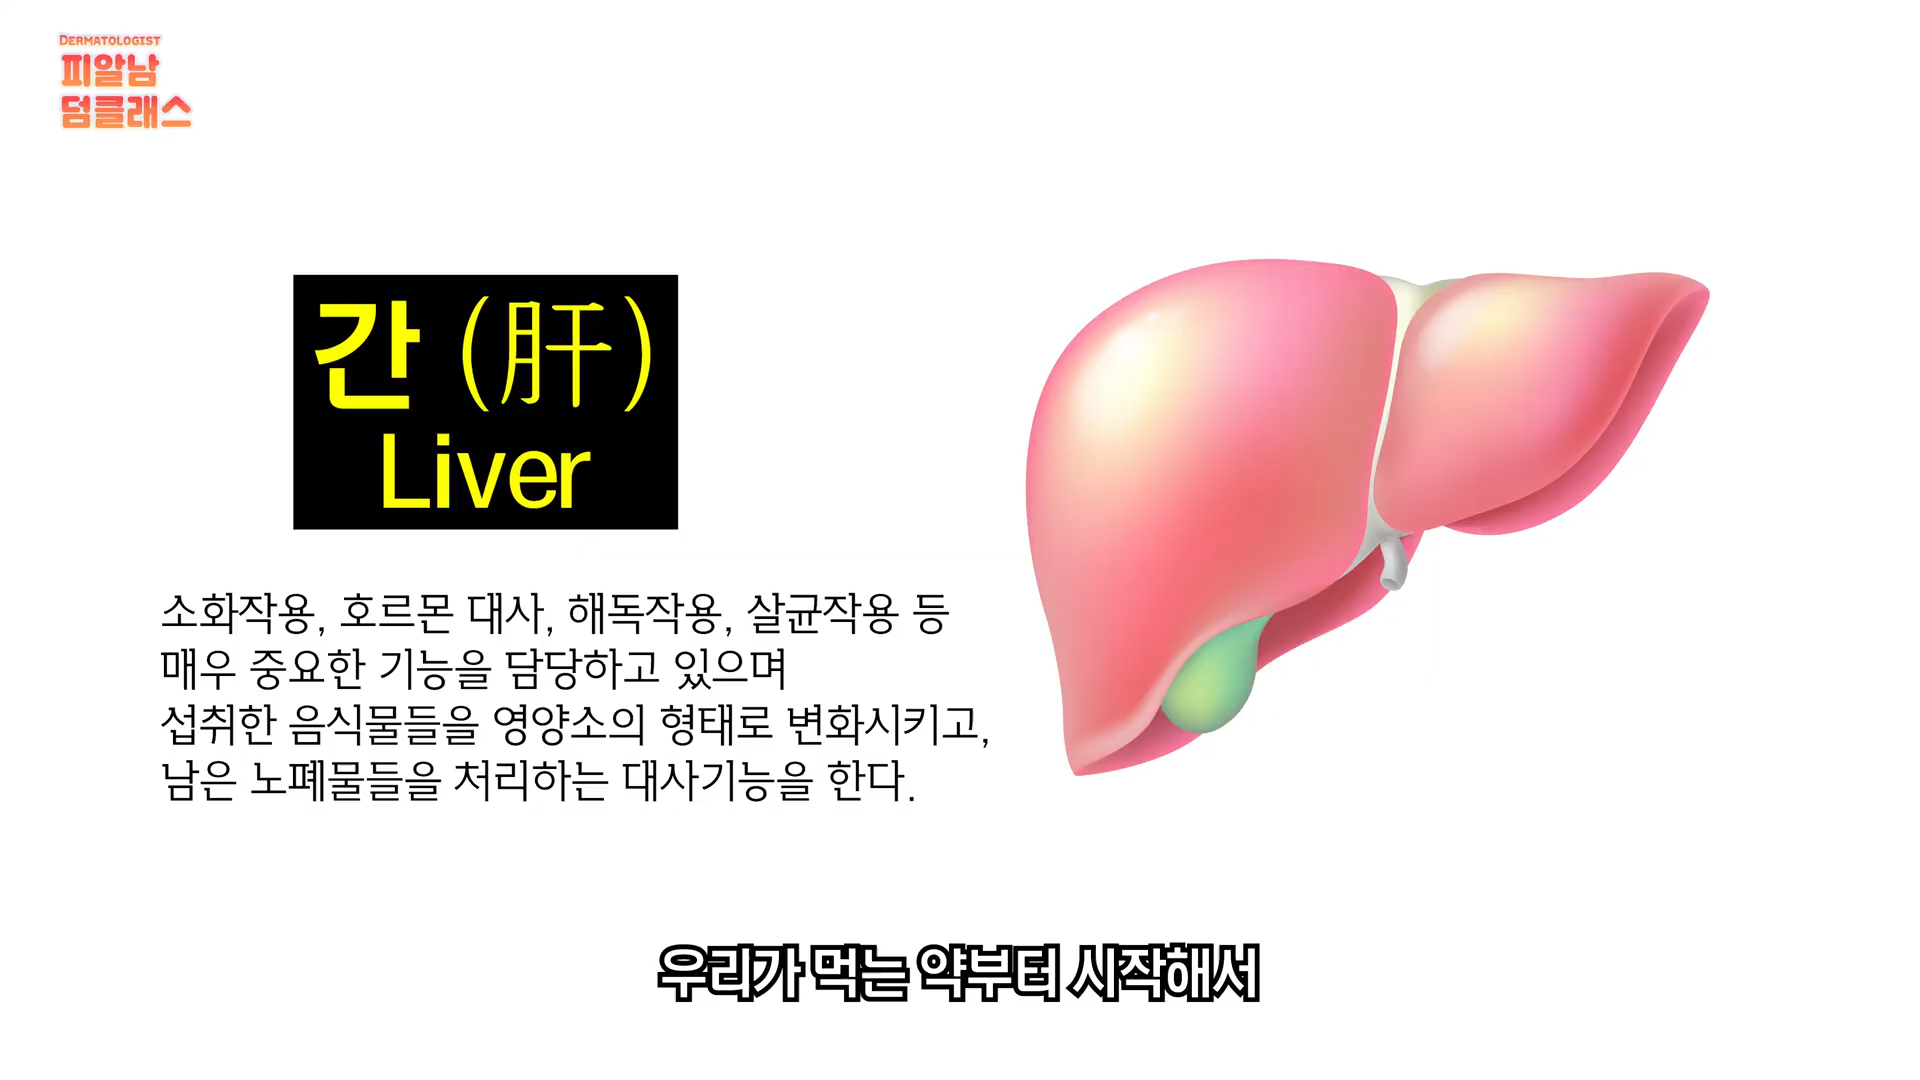 DERMATOLOGIST
피알남
덤클래스
간 (肝)
Liver
소화작용, 호르몬 대사, 해독작용, 살균작용 등
매우 중요한 기능을 담당하고 있으며
섭취한 음식물들을 영양소의 형태로 변화시키고,
남은 노폐물들을 처리하는 대사기능을 한다.
우리가 먹는 약부터 시작해서